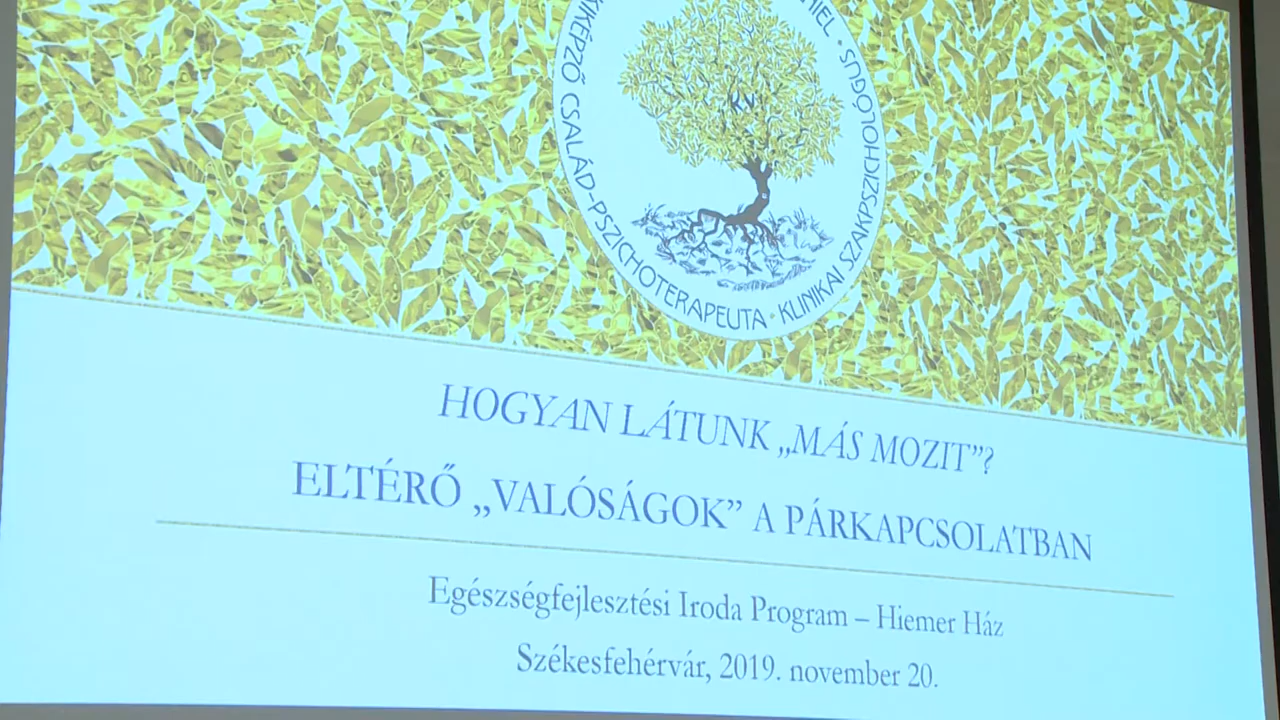 KIKÉPZŐ CSALÁD-PSZICHOTERAPEUTA • KLINIKAI SZAKPSZICHOLÓGUS •
HOGYAN LÁTUNK „MÁS MOZIT”?
ELTÉRŐ „VALÓSÁGOK” A PÁRKAPCSOLATBAN
Egészségfejlesztési Iroda Program – Hiemer Ház
Székesfehérvár, 2019. november 20.